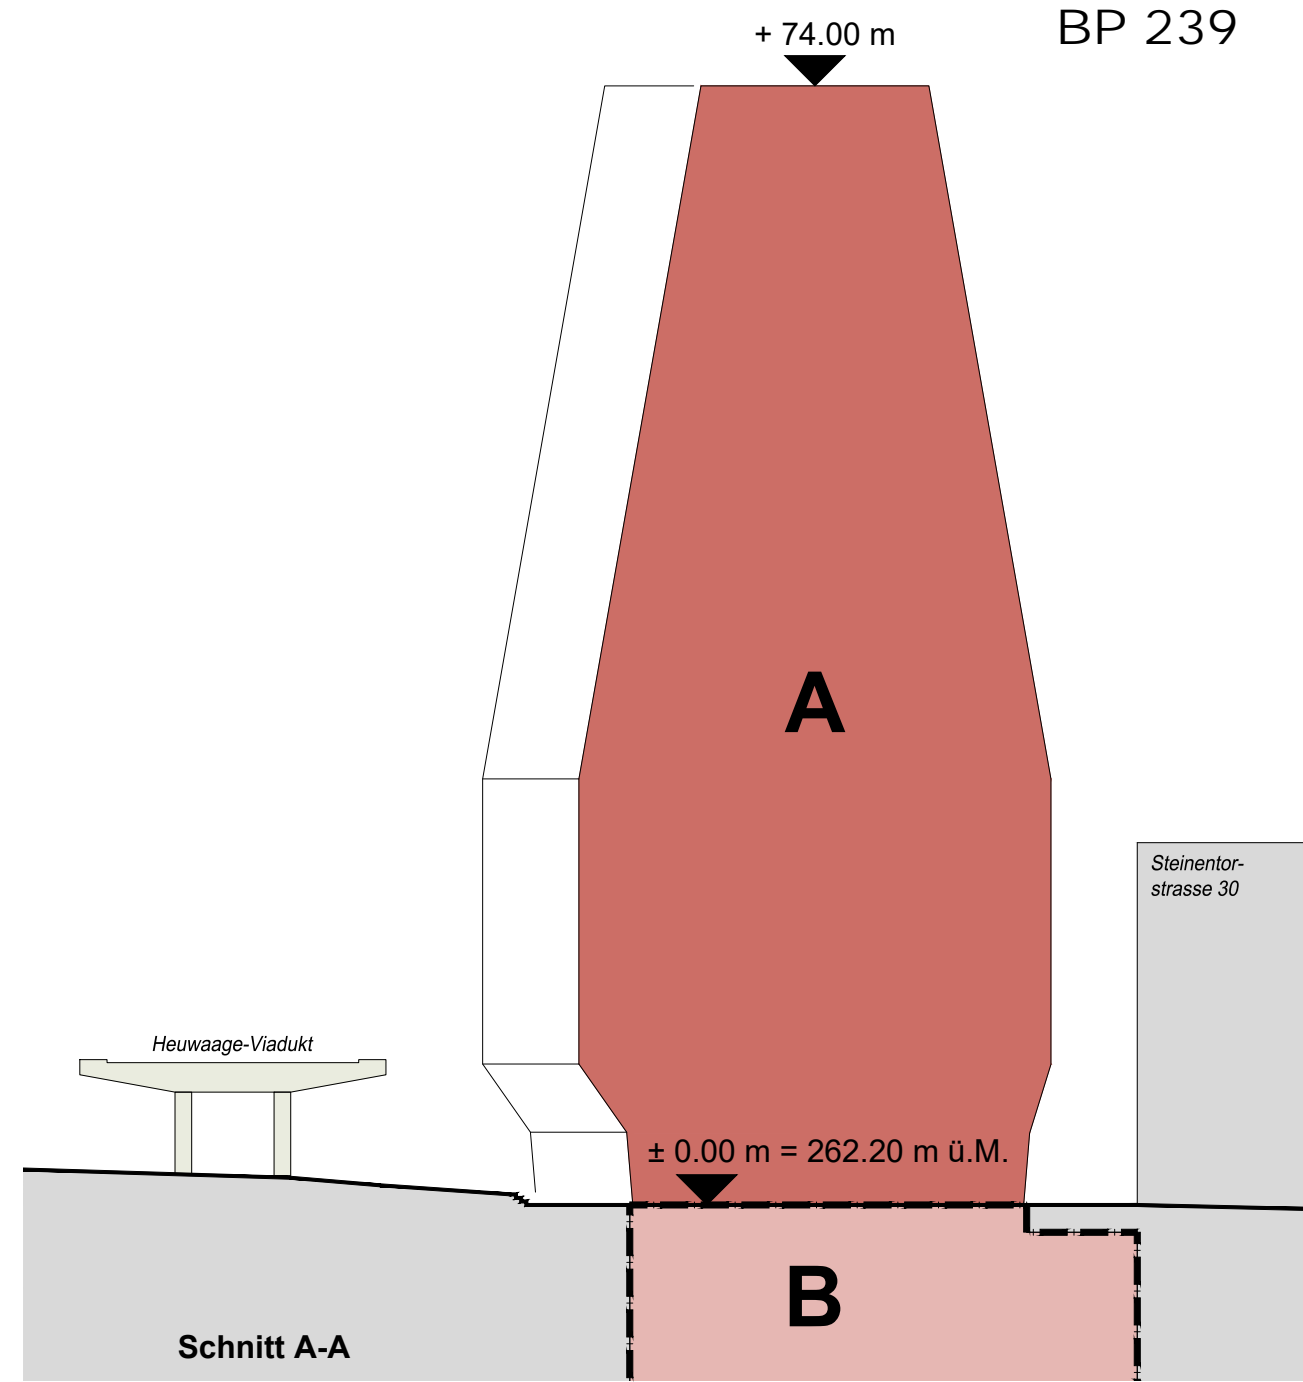 BP 239
+ 74.00 m
A
Steinentor-
strasse 30
Heuwaage-Viadukt
± 0.00 m = 262.20 m ü.M.
B
Schnitt A-A